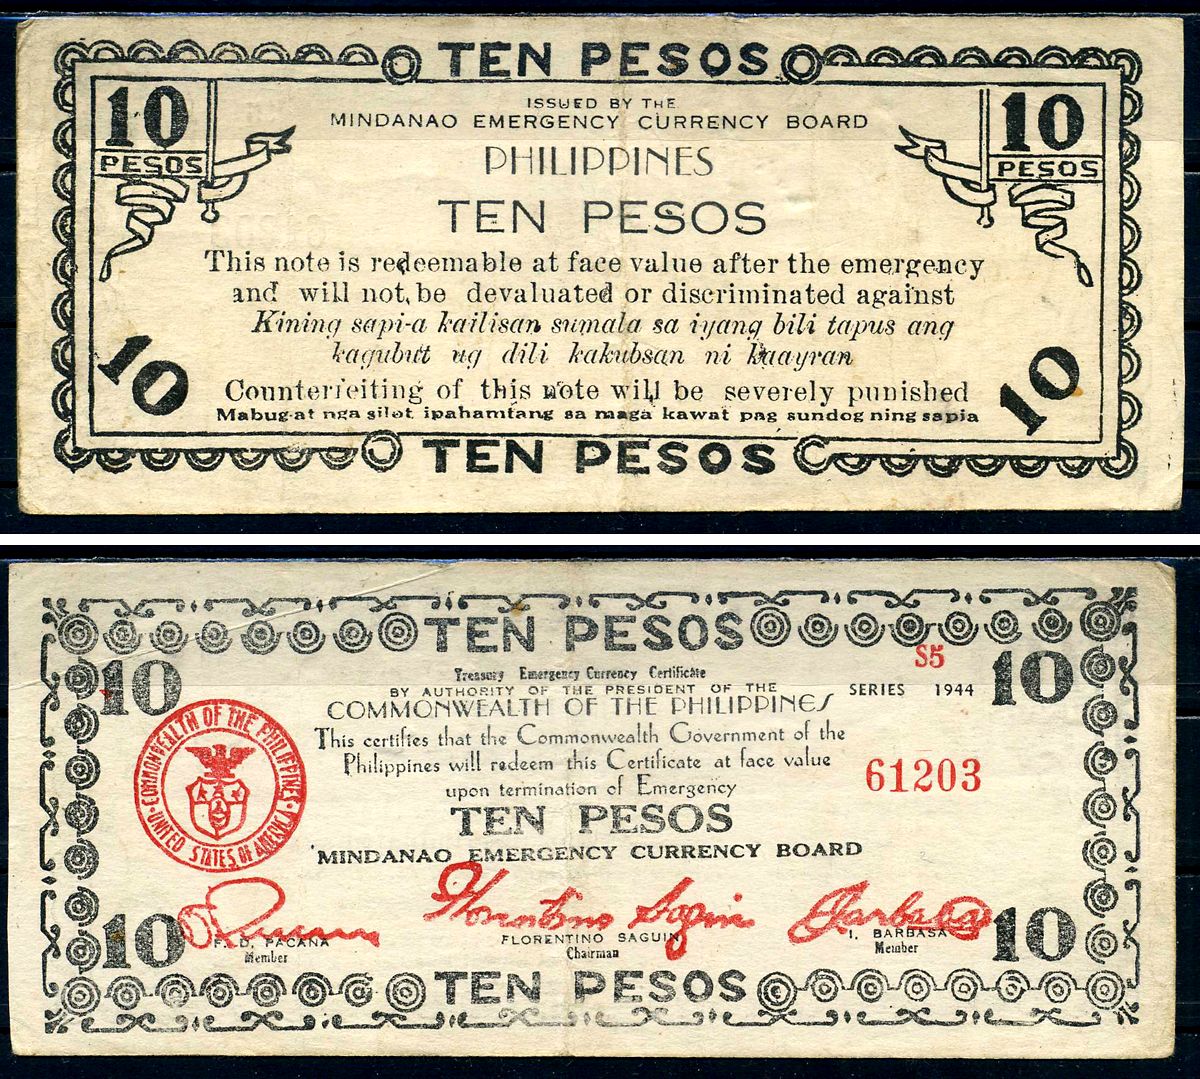 TEN PESOS
10 PESOS
10 PESOS
ISSUED BY THE
MINDANAO EMERGENCY CURRENCY BOARD
PHILIPPINES
TEN PESOS
This note is redeemable at face value after the emergency
and will not be devaluated or discriminated against
Kining sapi-a kailisan sumala sa iyang bili tapus ang
kagubut ug dili kakubsan ni kaayran
Counterfeiting of this note will be severely punished
Mabug-at nga silot ipahamtang sa maga kawat pag sundog ning sapia
10
10
TEN PESOS
TEN PESOS
10
10
S5
Treasury Emergency Currency Certificate
BY AUTHORITY OF THE PRESIDENT OF THE
SERIES 1944
COMMONWEALTH OF THE PHILIPPINES
This certifies that the Commonwealth Government of the
Philippines will redeem this Certificate at face value
upon termination of Emergency
61203
TEN PESOS
MINDANAO EMERGENCY CURRENCY BOARD
COMMONWEALTH OF THE PHILIPPINES
UNITED STATES OF AMERICA
10
10
Florentino Saguin
I Barbasa
F. D. PACANA
Member
FLORENTINO SAGUIN
Chairman
I. BARBASA
Member
TEN PESOS